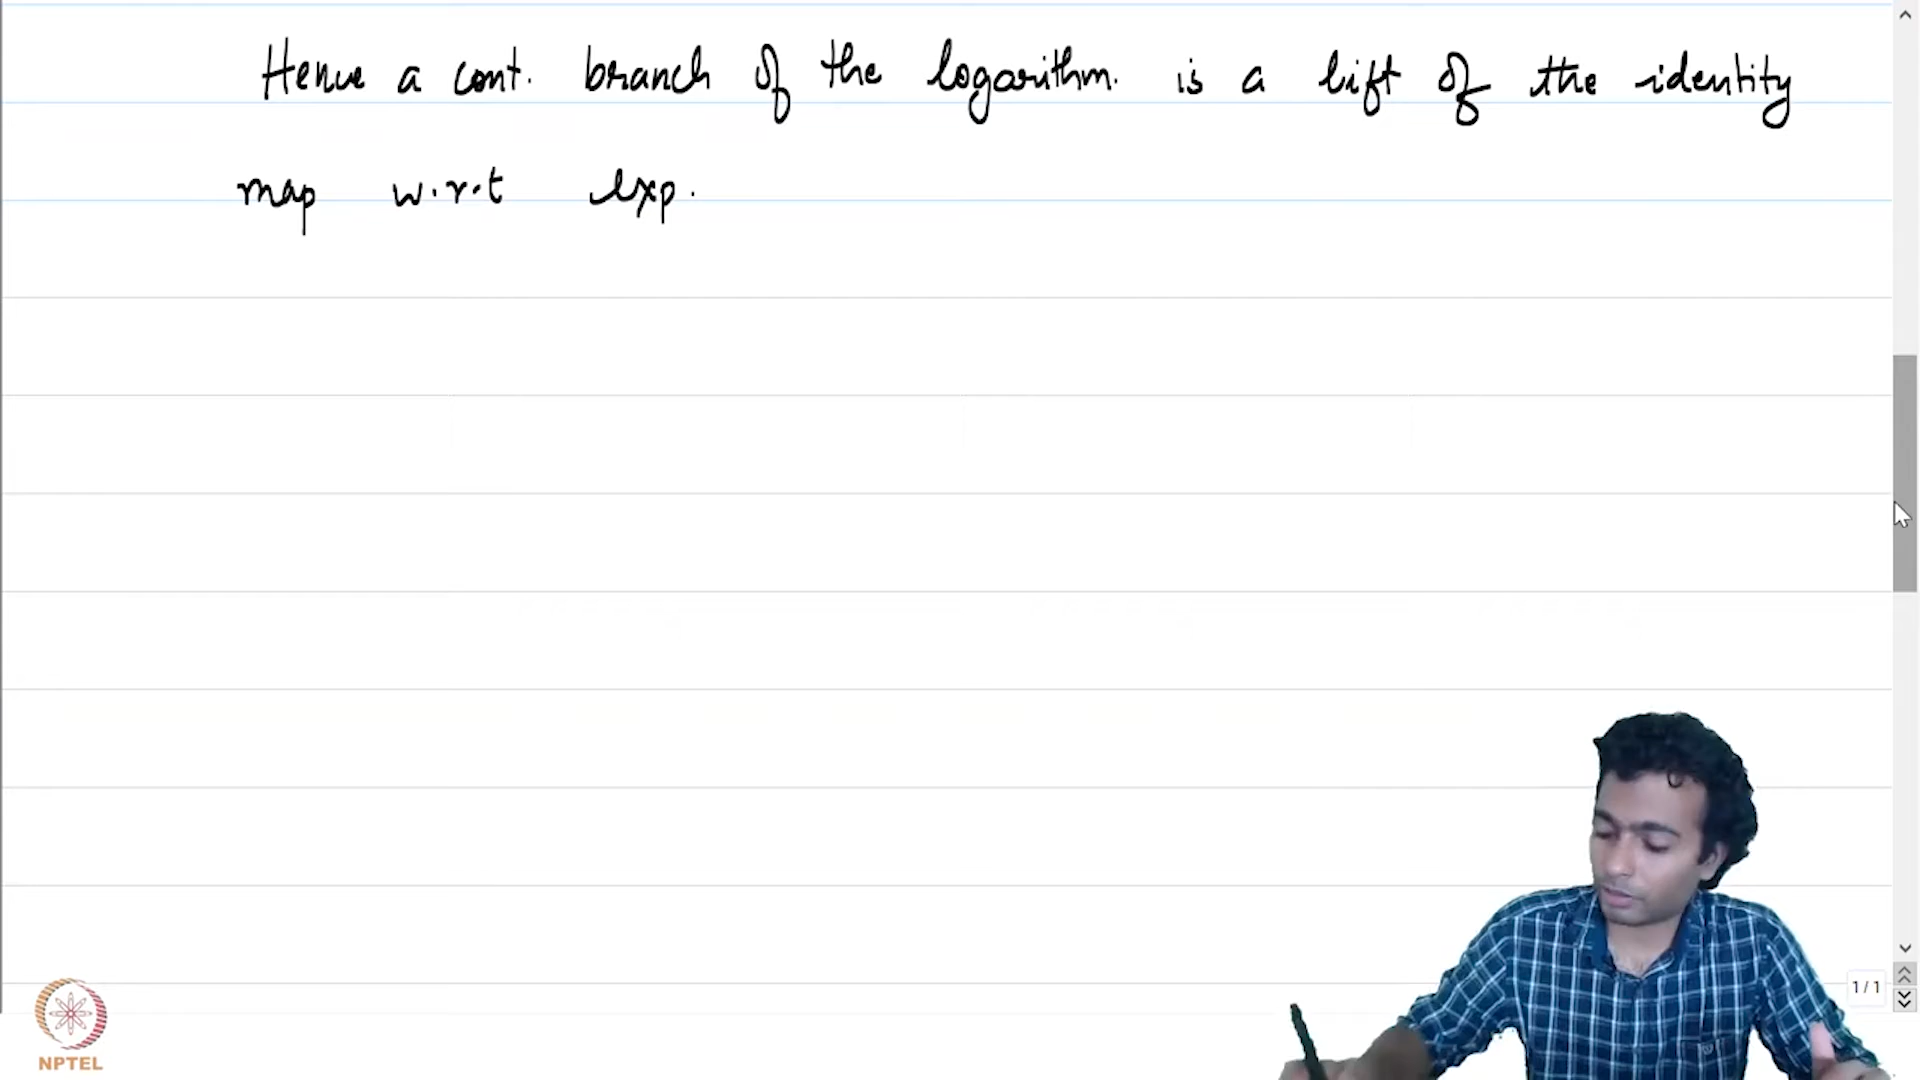 Hence a cont. branch of the logarithm. is a lift of the identity
map w.r.t exp.
1 / 1
NPTEL